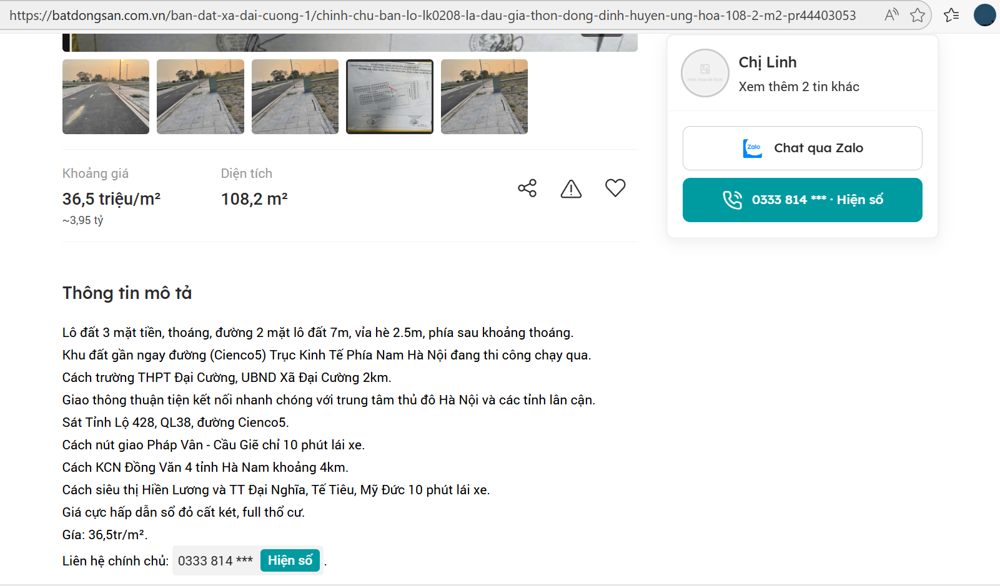 https://batdongsan.com.vn/ban-dat-xa-dai-cuong-1/chinh-chu-ban-lo-lk0208-la-dau-gia-thon-dong-dinh-huyen-ung-hoa-108-2-m2-pr44403053
Chị Linh
Xem thêm 2 tin khác
Zalo
Chat qua Zalo
0333 814 *** · Hiện số
Khoảng giá
Diện tích
36,5 triệu/m²
108,2 m²
~3,95 tỷ
Thông tin mô tả
Lô đất 3 mặt tiền, thoáng, đường 2 mặt lô đất 7m, vỉa hè 2.5m, phía sau khoảng thoáng.
Khu đất gần ngay đường (Cienco5) Trục Kinh Tế Phía Nam Hà Nội đang thi công chạy qua.
Cách trường THPT Đại Cường, UBND Xã Đại Cường 2km.
Giao thông thuận tiện kết nối nhanh chóng với trung tâm thủ đô Hà Nội và các tỉnh lân cận.
Sát Tỉnh Lộ 428, QL38, đường Cienco5.
Cách nút giao Pháp Vân - Cầu Giẽ chỉ 10 phút lái xe.
Cách KCN Đồng Văn 4 tỉnh Hà Nam khoảng 4km.
Cách siêu thị Hiền Lương và TT Đại Nghĩa, Tế Tiêu, Mỹ Đức 10 phút lái xe.
Giá cực hấp dẫn sổ đỏ cất két, full thổ cư.
Gía: 36,5tr/m².
Liên hệ chính chủ: 0333 814 *** Hiện số .